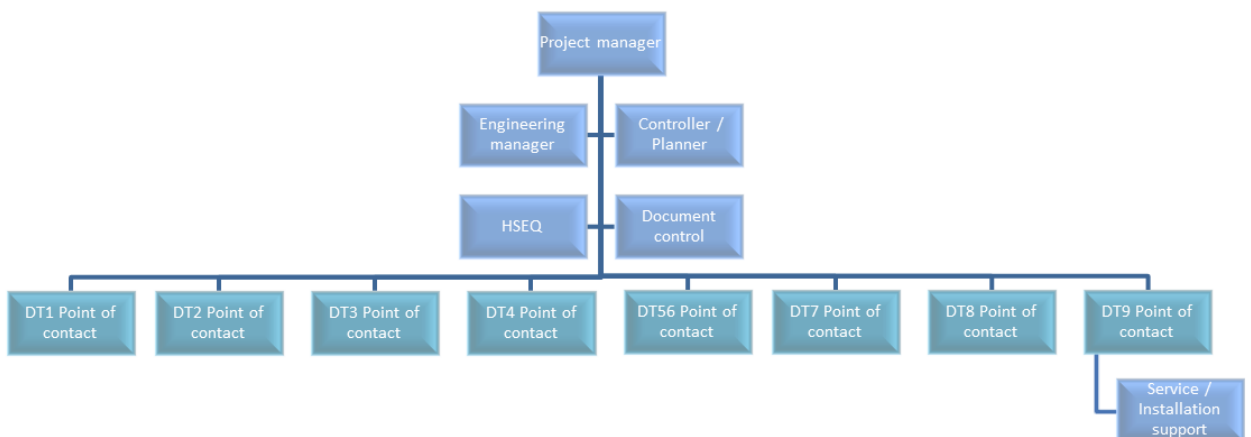 Project manager
Engineering
manager
Controller /
Planner
HSEQ
Document
control
DT1 Point of
contact
DT2 Point of
contact
DT3 Point of
contact
DT4 Point of
contact
DT56 Point of
contact
DT7 Point of
contact
DT8 Point of
contact
DT9 Point of
contact
Service /
Installation
support